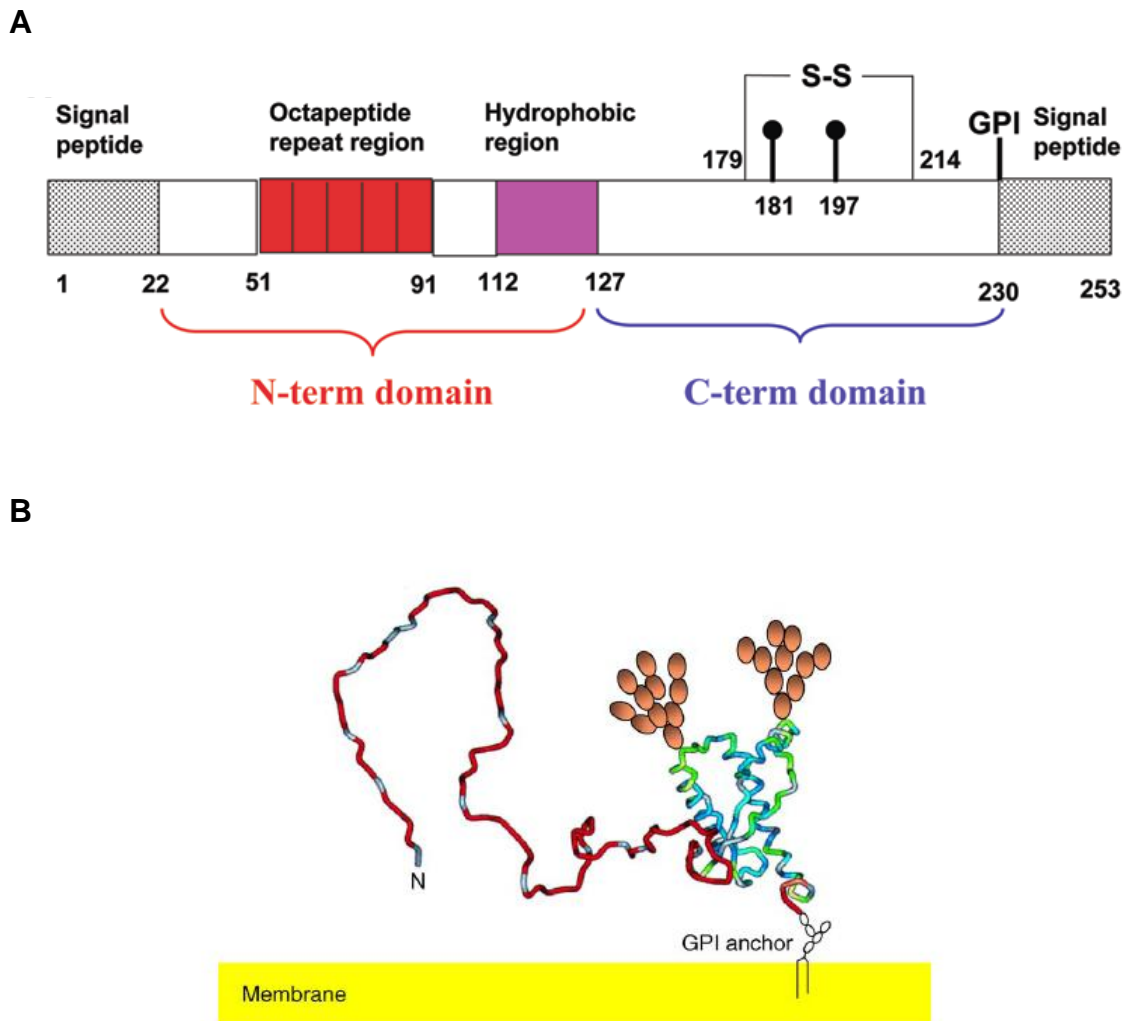 A
S-S
Signal
peptide
Octapeptide
repeat region
Hydrophobic
region
GPI
Signal
peptide
179
214
181
197
1
22
51
91
112
127
230
253
N-term domain
C-term domain
B
N
GPI anchor
Membrane